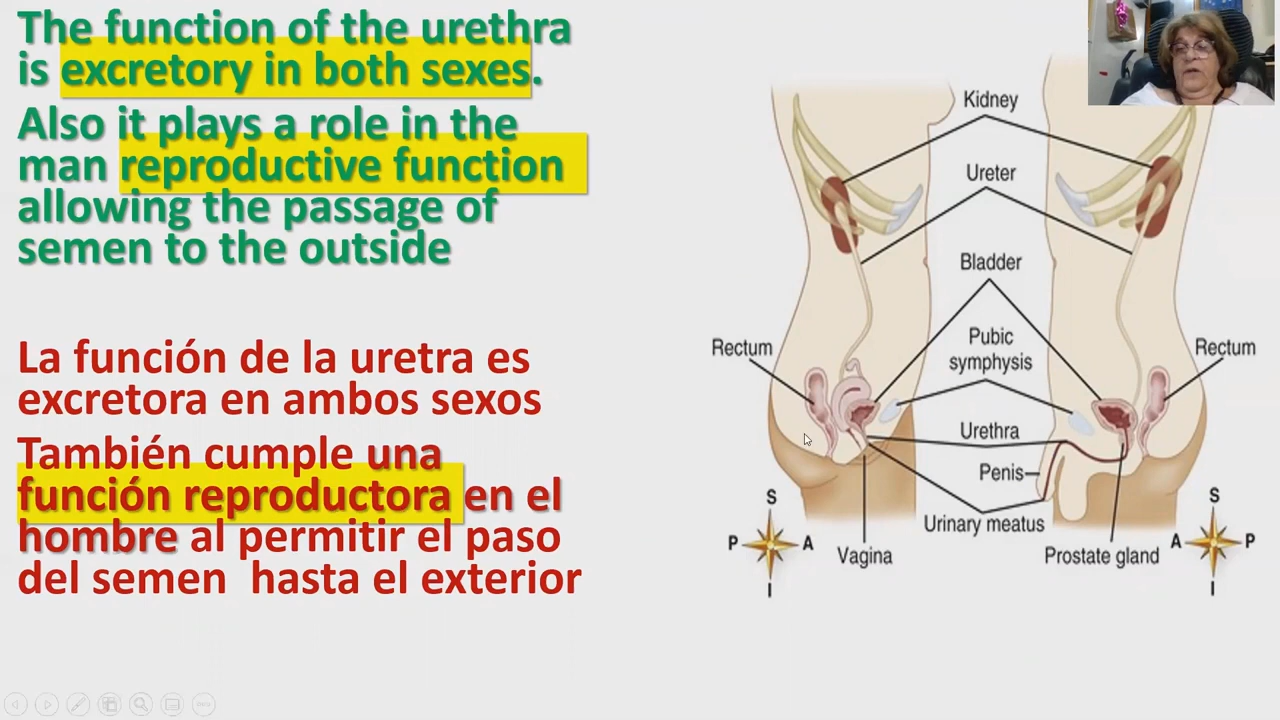 The function of the urethra
is excretory in both sexes.
Also it plays a role in the
man reproductive function
allowing the passage of
semen to the outside
La función de la uretra es
excretora en ambos sexos
También cumple una
función reproductora en el
hombre al permitir el paso
del semen hasta el exterior
Kidney
Ureter
Bladder
Pubic
symphysis
Rectum
Rectum
Urethra
Penis
Urinary meatus
Vagina
Prostate gland
S
P
A
I
S
A
P
I